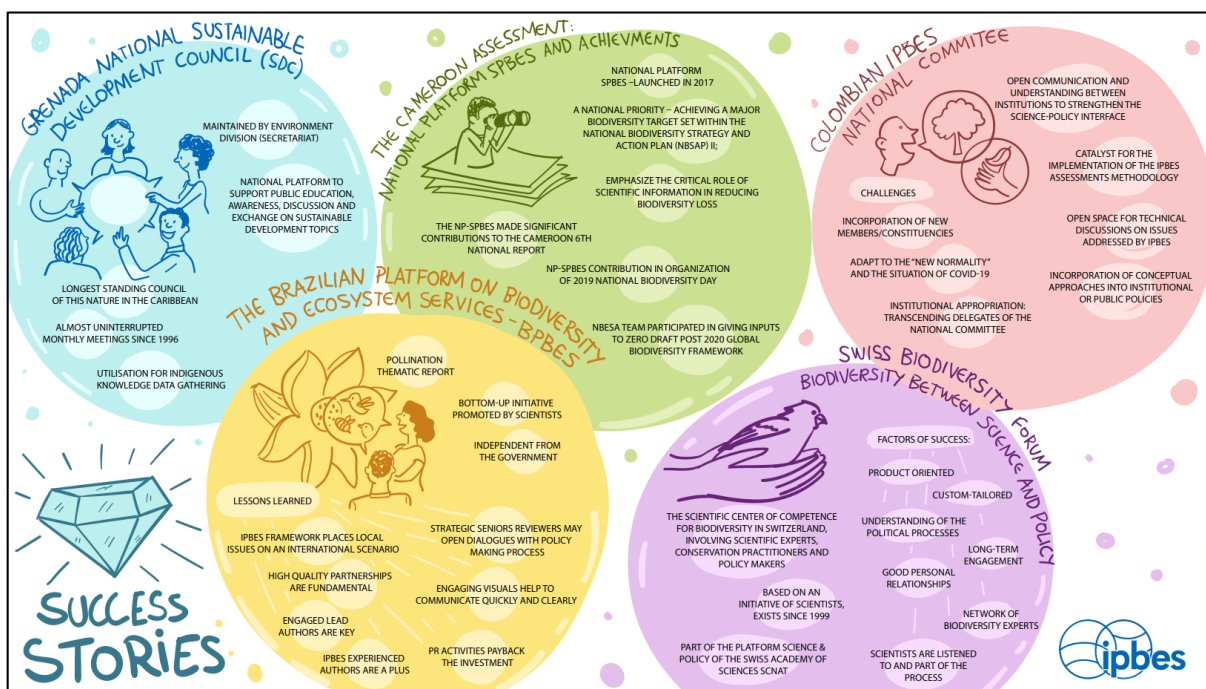 GRENADA NATIONAL SUSTAINABLE
DEVELOPMENT COUNCIL (SDC)
MAINTAINED BY ENVIRONMENT
DIVISION (SECRETARIAT)
NATIONAL PLATFORM TO
SUPPORT PUBLIC EDUCATION,
AWARENESS, DISCUSSION AND
EXCHANGE ON SUSTAINABLE
DEVELOPMENT TOPICS
LONGEST STANDING COUNCIL
OF THIS NATURE IN THE CARIBBEAN
ALMOST UNINTERRUPTED
MONTHLY MEETINGS SINCE 1996
UTILISATION FOR INDIGENOUS
KNOWLEDGE DATA GATHERING
THE CAMEROON ASSESSMENT:
NATIONAL PLATFORM SPBES AND ACHIEVMENTS
NATIONAL PLATFORM
SPBES –LAUNCHED IN 2017
A NATIONAL PRIORITY – ACHIEVING A MAJOR
BIODIVERSITY TARGET SET WITHIN THE
NATIONAL BIODIVERSITY STRATEGY AND
ACTION PLAN (NBSAP) II;
EMPHASIZE THE CRITICAL ROLE OF
SCIENTIFIC INFORMATION IN REDUCING
BIODIVERSITY LOSS
THE NP-SPBES MADE SIGNIFICANT
CONTRIBUTIONS TO THE CAMEROON 6TH
NATIONAL REPORT
NP-SPBES CONTRIBUTION IN ORGANIZATION
OF 2019 NATIONAL BIODIVERSITY DAY
NBESA TEAM PARTICIPATED IN GIVING INPUTS
TO ZERO DRAFT POST 2020 GLOBAL
BIODIVERSITY FRAMEWORK
COLOMBIAN IPBES
NATIONAL COMMITEE
OPEN COMMUNICATION AND
UNDERSTANDING BETWEEN
INSTITUTIONS TO STRENGTHEN THE
SCIENCE-POLICY INTERFACE
CATALYST FOR THE
IMPLEMENTATION OF THE IPBES
ASSESSMENTS METHODOLOGY
OPEN SPACE FOR TECHNICAL
DISCUSSIONS ON ISSUES
ADDRESSED BY IPBES
INCORPORATION OF CONCEPTUAL
APPROACHES INTO INSTITUTIONAL
OR PUBLIC POLICIES
CHALLENGES
INCORPORATION OF NEW
MEMBERS/CONSTITUENCIES
ADAPT TO THE “NEW NORMALITY”
AND THE SITUATION OF COVID-19
INSTITUTIONAL APPROPRIATION:
TRANSCENDING DELEGATES OF THE
NATIONAL COMMITTEE
THE BRAZILIAN PLATFORM ON BIODIVERSITY
AND ECOSYSTEM SERVICES - BPBES
POLLINATION
THEMATIC REPORT
BOTTOM-UP INITIATIVE
PROMOTED BY SCIENTISTS
INDEPENDENT FROM
THE GOVERNMENT
LESSONS LEARNED
IPBES FRAMEWORK PLACES LOCAL
ISSUES ON AN INTERNATIONAL SCENARIO
HIGH QUALITY PARTNERSHIPS
ARE FUNDAMENTAL
ENGAGED LEAD
AUTHORS ARE KEY
IPBES EXPERIENCED
AUTHORS ARE A PLUS
STRATEGIC SENIORS REVIEWERS MAY
OPEN DIALOGUES WITH POLICY
MAKING PROCESS
ENGAGING VISUALS HELP TO
COMMUNICATE QUICKLY AND CLEARLY
PR ACTIVITIES PAYBACK
THE INVESTMENT
SWISS BIODIVERSITY FORUM
BIODIVERSITY BETWEEN SCIENCE AND POLICY
THE SCIENTIFIC CENTER OF COMPETENCE
FOR BIODIVERSITY IN SWITZERLAND,
INVOLVING SCIENTIFIC EXPERTS,
CONSERVATION PRACTITIONERS AND
POLICY MAKERS
BASED ON AN
INITIATIVE OF SCIENTISTS,
EXISTS SINCE 1999
PART OF THE PLATFORM SCIENCE &
POLICY OF THE SWISS ACADEMY OF
SCIENCES SCNAT
FACTORS OF SUCCESS:
PRODUCT ORIENTED
CUSTOM-TAILORED
UNDERSTANDING OF THE
POLITICAL PROCESSES
LONG-TERM
ENGAGEMENT
GOOD PERSONAL
RELATIONSHIPS
NETWORK OF
BIODIVERSITY EXPERTS
SCIENTISTS ARE LISTENED
TO AND PART OF THE
PROCESS
SUCCESS
STORIES
ipbes